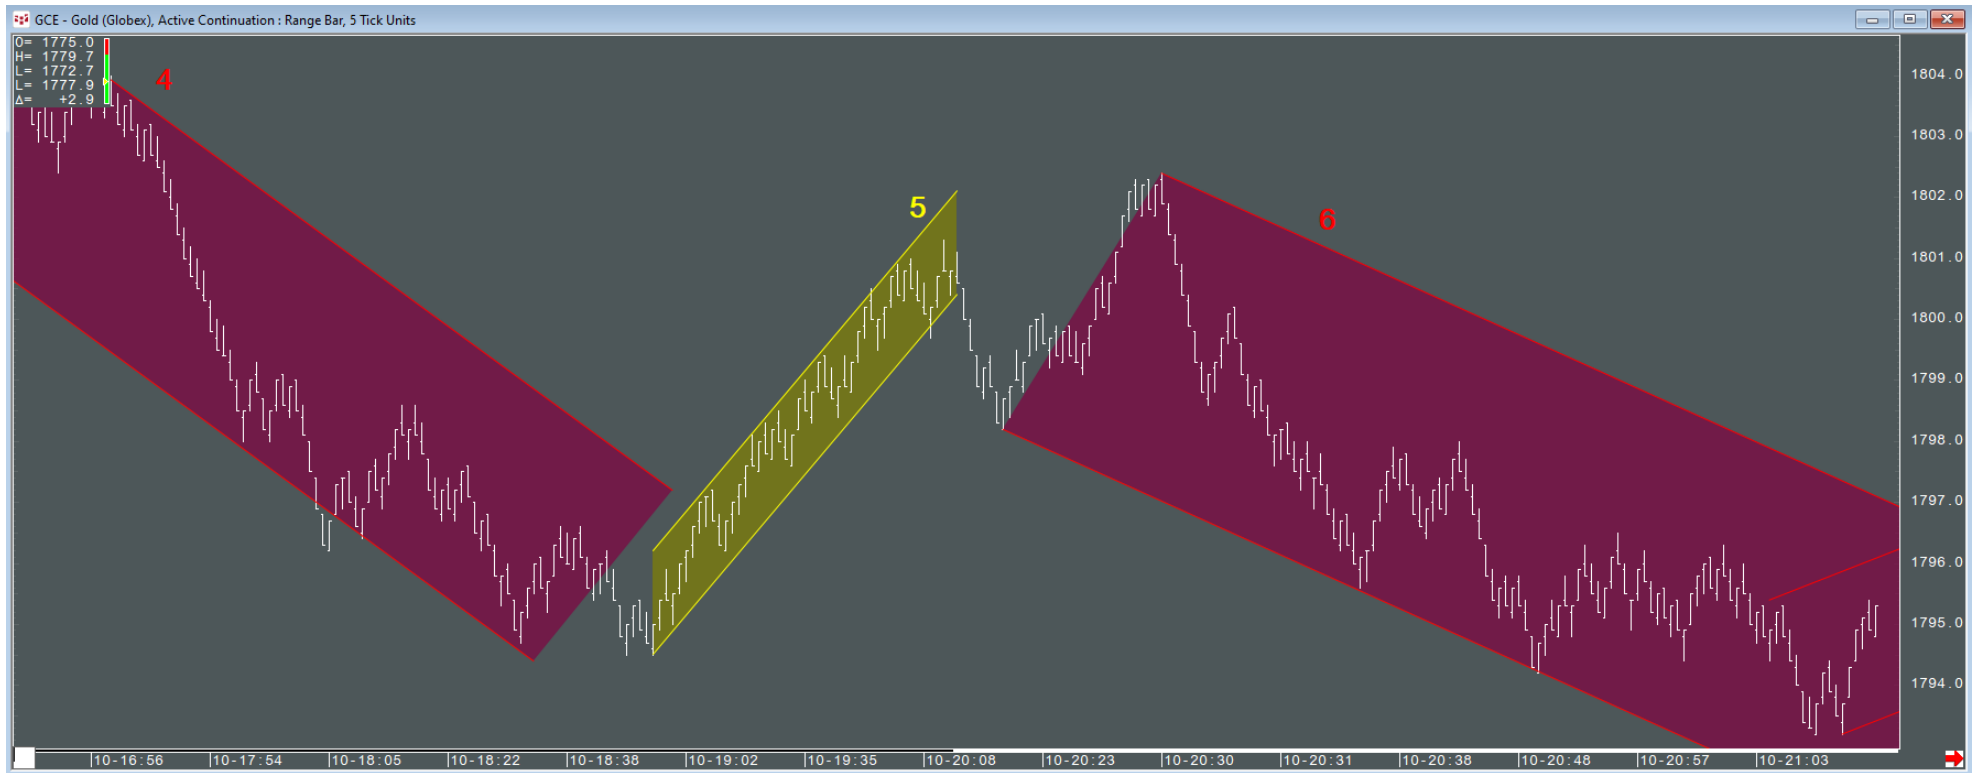 GCE - Gold (Globex), Active Continuation : Range Bar, 5 Tick Units
O= 1775.0
H= 1779.7
L= 1772.7
L= 1777.9
Δ= +2.9
4
5
6
1804.0
1803.0
1802.0
1801.0
1800.0
1799.0
1798.0
1797.0
1796.0
1795.0
1794.0
10-16:56 10-17:54 10-18:05 10-18:22 10-18:38 10-19:02 10-19:35 10-20:08 10-20:23 10-20:30 10-20:31 10-20:38 10-20:48 10-20:57 10-21:03